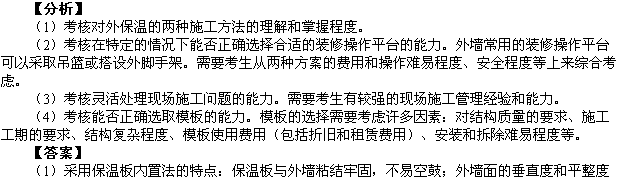 【分析】
（1）考核对外保温的两种施工方法的理解和掌握程度。
（2）考核在特定的情况下能否正确选择合适的装修操作平台的能力。外墙常用的装修操作平台
可以采取吊篮或搭设外脚手架。需要考生从两种方案的费用和操作难易程度、安全程度等上来综合考
虑。
（3）考核灵活处理现场施工问题的能力。需要考生有较强的现场施工管理经验和能力。
（4）考核能否正确选取模板的能力。模板的选择需要考虑许多因素：对结构质量的要求、施工
工期的要求、结构复杂程度、模板使用费用（包括折旧和租赁费用）、安装和拆除难易程度等。
【答案】
（1）采用保温板内置法的特点：保温板与外墙粘结牢固，不易空鼓；外墙面的垂直度和平整度